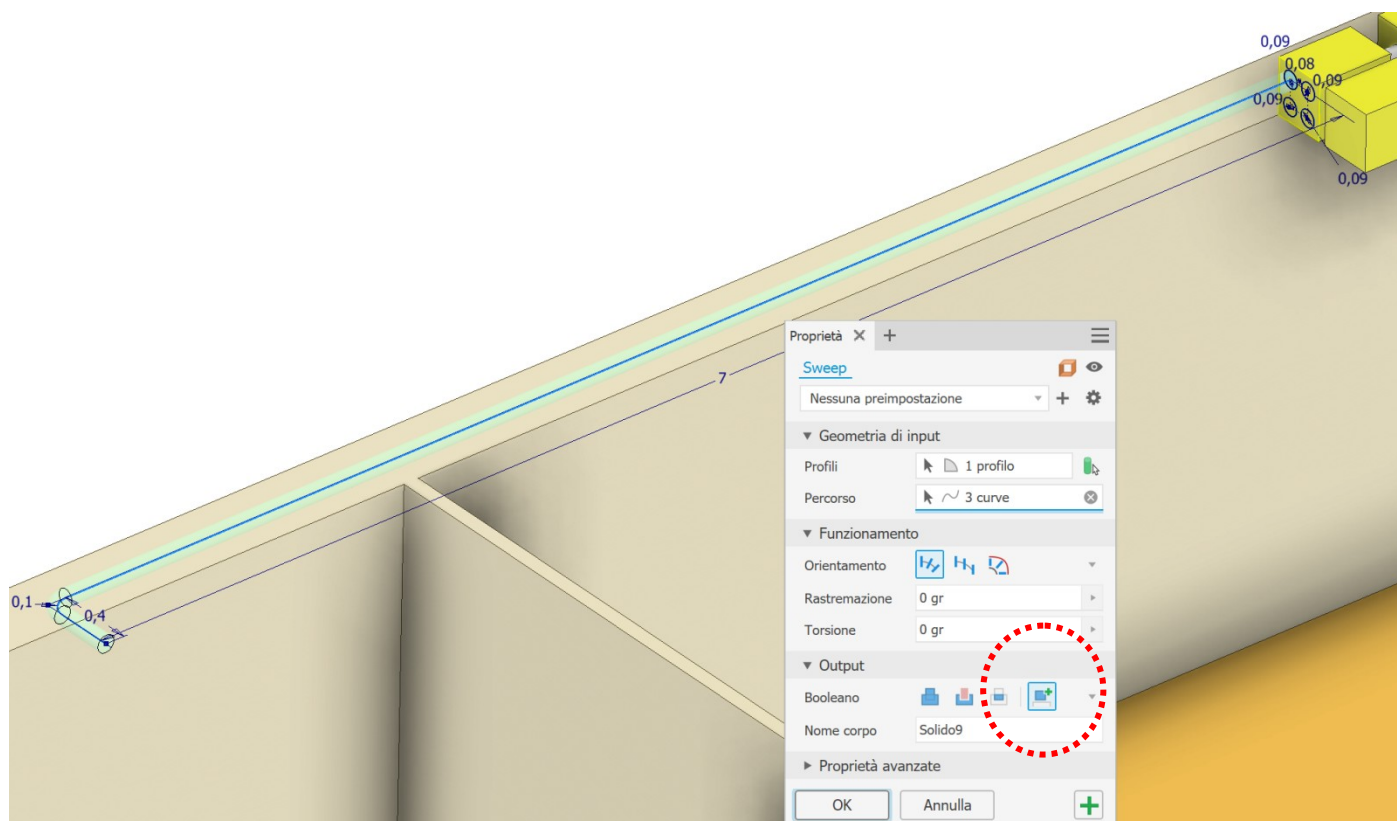 0,09
0,08
0,09
0,09
0,09
7
0,1
0,4
Proprietà
Sweep
Nessuna preimpostazione
Geometria di input
Profili 1 profilo
Percorso 3 curve
Funzionamento
Orientamento
Rastremazione 0 gr
Torsione 0 gr
Output
Booleano
Nome corpo Solido9
Proprietà avanzate
OK Annulla